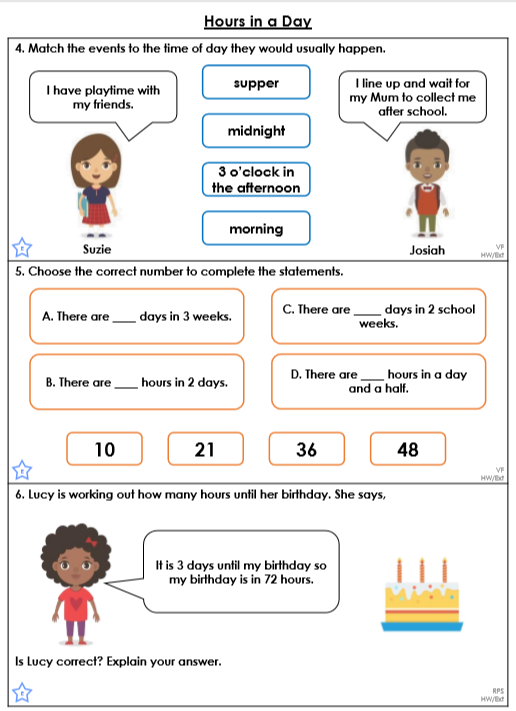 Hours in a Day
4. Match the events to the time of day they would usually happen.
I have playtime with
my friends.
supper
midnight
3 o'clock in
the afternoon
morning
I line up and wait for
my Mum to collect me
after school.
Suzie
Josiah
VF
HW/Ext
5. Choose the correct number to complete the statements.
A. There are ____ days in 3 weeks.
C. There are ____ days in 2 school
weeks.
B. There are ____ hours in 2 days.
D. There are ____ hours in a day
and a half.
10
21
36
48
VF
HW/Ext
6. Lucy is working out how many hours until her birthday. She says,
It is 3 days until my birthday so
my birthday is in 72 hours.
Is Lucy correct? Explain your answer.
RPS
HW/Ext